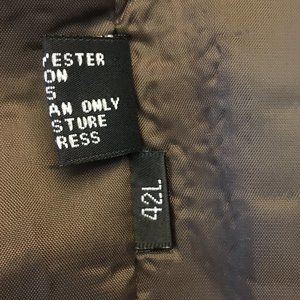 YESTER
ON
S
AN ONLY
STURE
RESS
42L